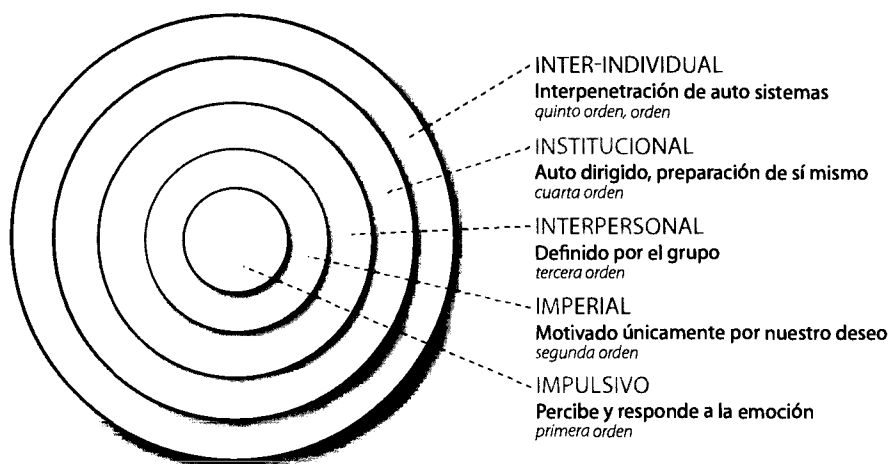 INTER-INDIVIDUAL
Interpenetración de auto sistemas
quinto orden, orden
INSTITUCIONAL
Auto dirigido, preparación de sí mismo
cuarta orden
INTERPERSONAL
Definido por el grupo
tercera orden
IMPERIAL
Motivado únicamente por nuestro deseo
segunda orden
IMPULSIVO
Percibe y responde a la emoción
primera orden